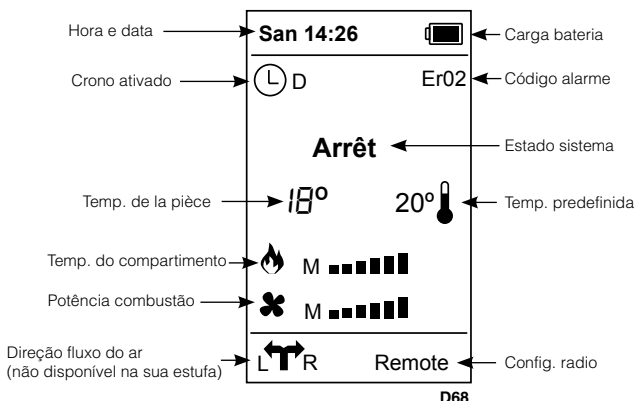 Hora e data
San 14:26
Carga bateria
Crono ativado
D
Er02
Código alarme
Arrêt
Estado sistema
Temp. de la pièce
18°
20°
Temp. predefinida
Temp. do compartimento
M
Potência combustão
M
Direção fluxo do ar
(não disponível na sua estufa)
L
R
Remote
Config. radio
D68